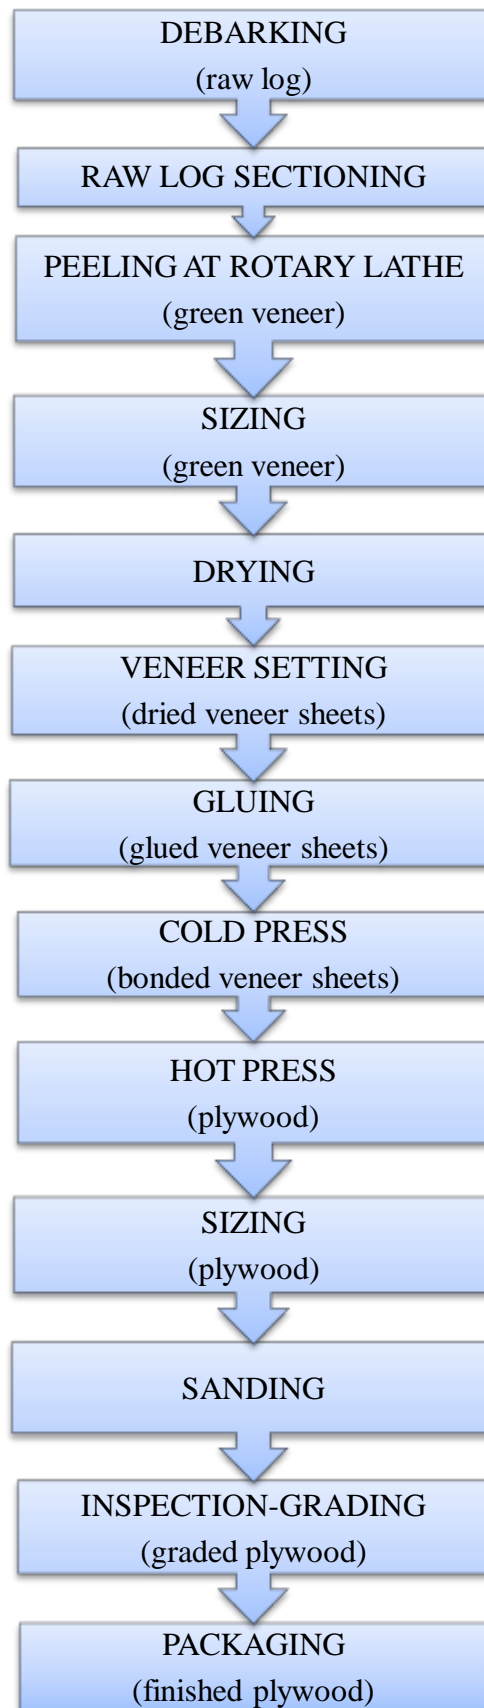 DEBARKING
(raw log)
RAW LOG SECTIONING
PEELING AT ROTARY LATHE
(green veneer)
SIZING
(green veneer)
DRYING
VENEER SETTING
(dried veneer sheets)
GLUING
(glued veneer sheets)
COLD PRESS
(bonded veneer sheets)
HOT PRESS
(plywood)
SIZING
(plywood)
SANDING
INSPECTION-GRADING
(graded plywood)
PACKAGING
(finished plywood)